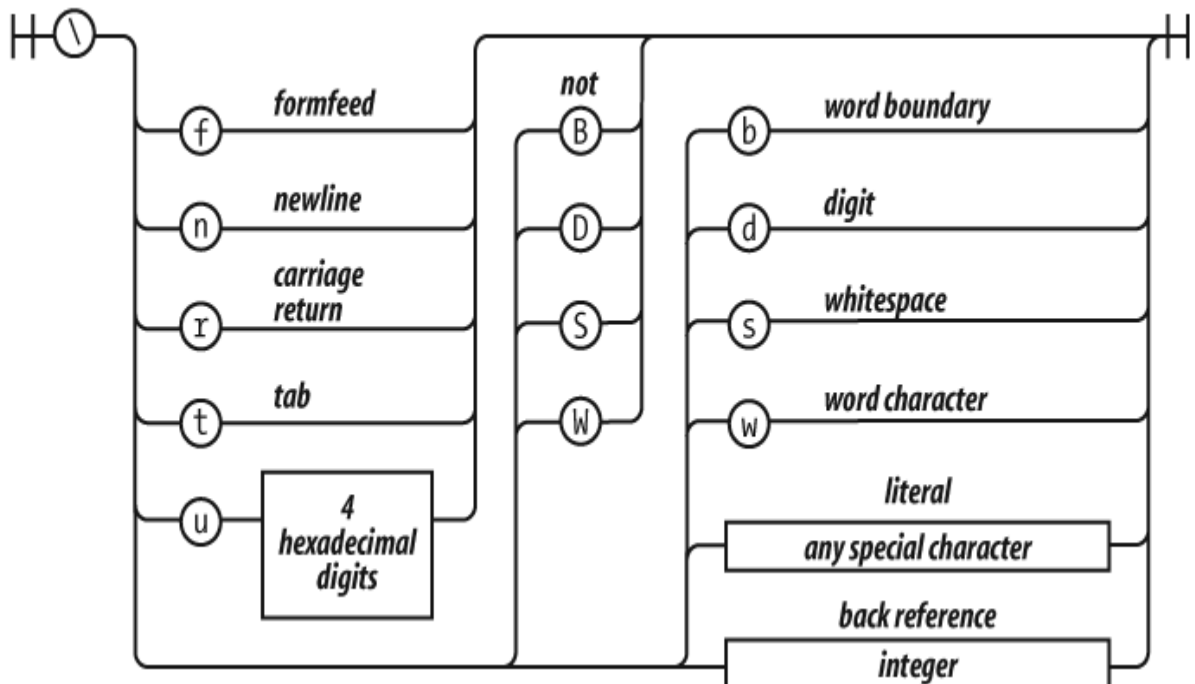 \
formfeed
f
newline
n
carriage
return
r
tab
t
u
4
hexadecimal
digits
not
B
D
S
W
word boundary
b
digit
d
whitespace
s
word character
w
literal
any special character
back reference
integer